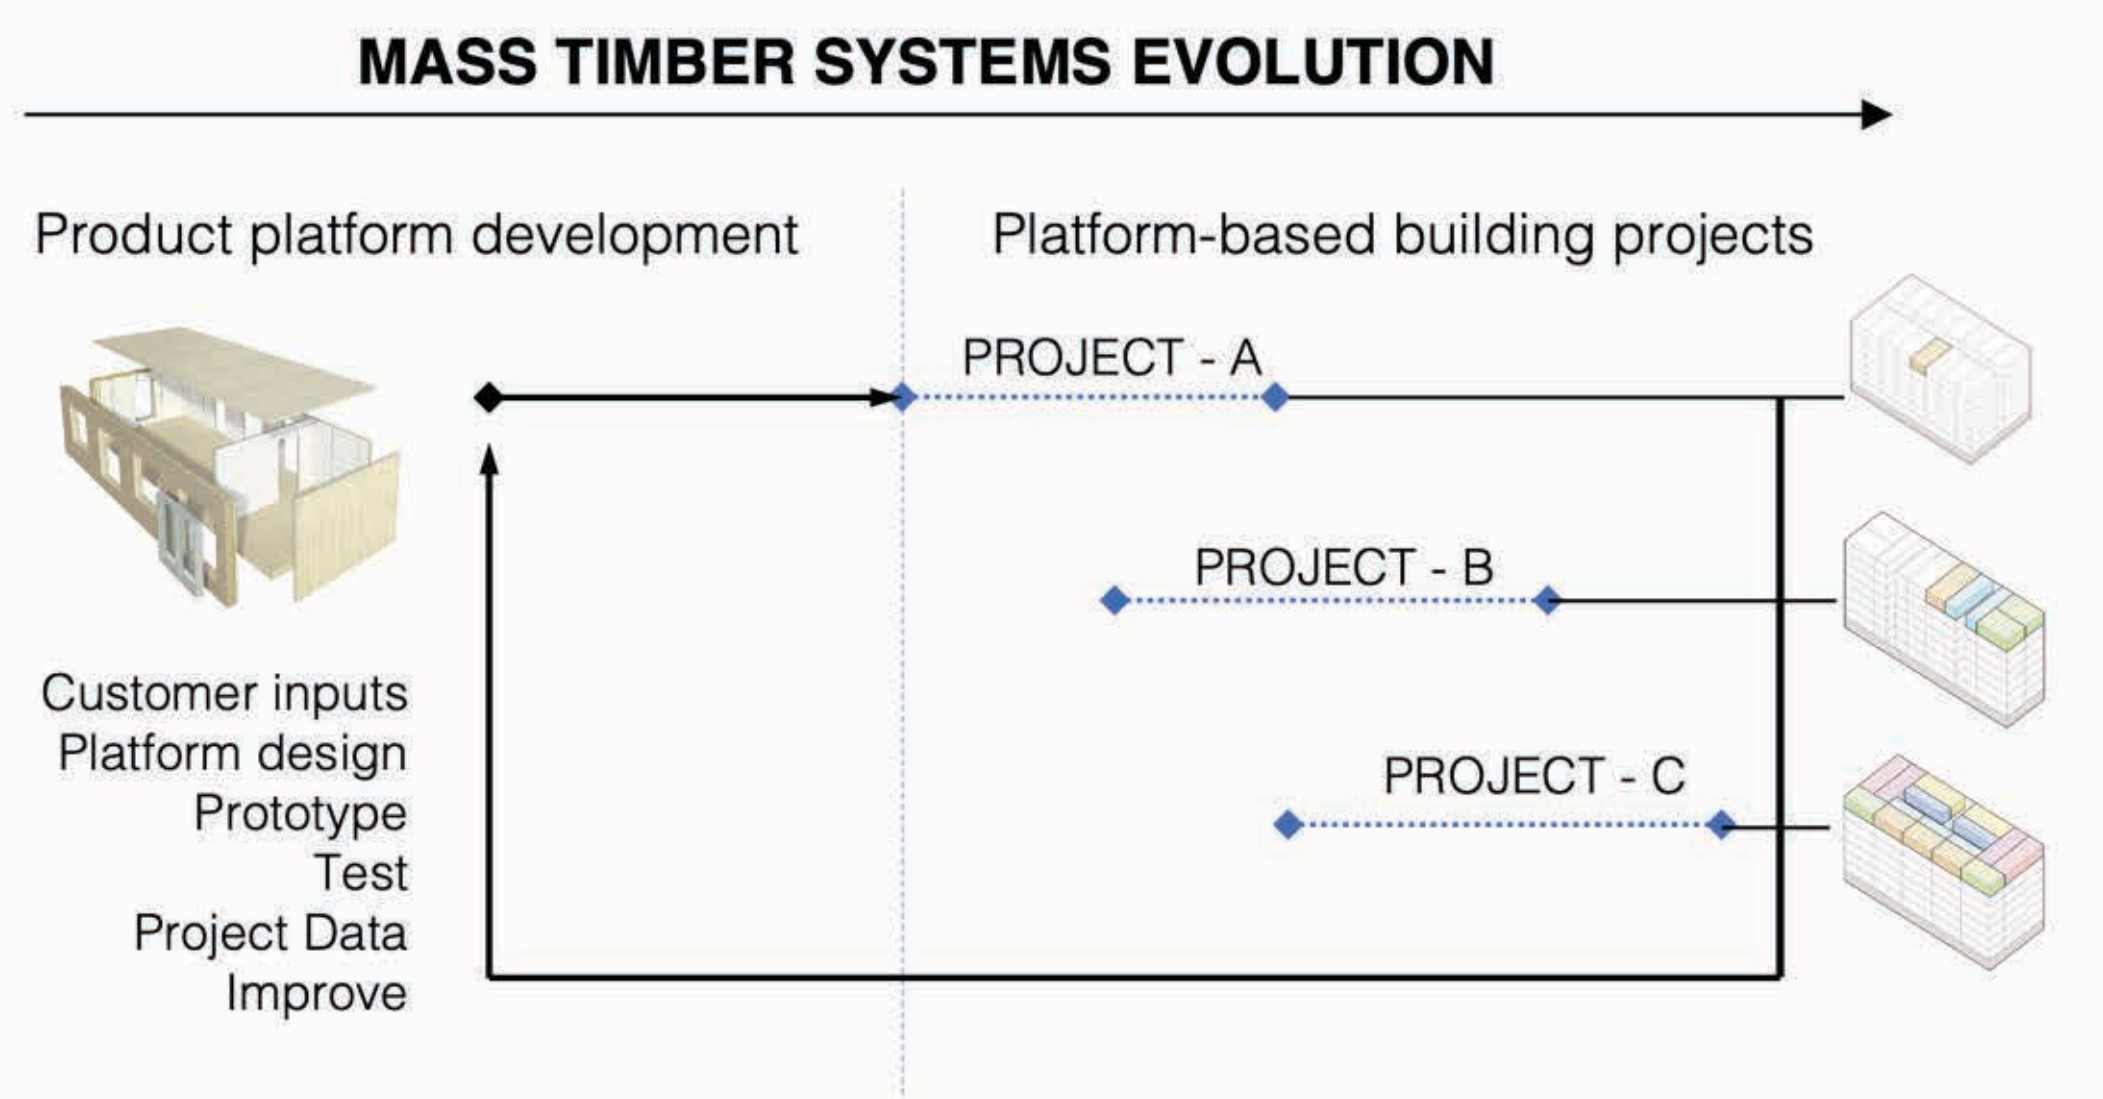 MASS TIMBER SYSTEMS EVOLUTION
Product platform development
Platform-based building projects
PROJECT - A
PROJECT - B
PROJECT - C
Customer inputs
Platform design
Prototype
Test
Project Data
Improve